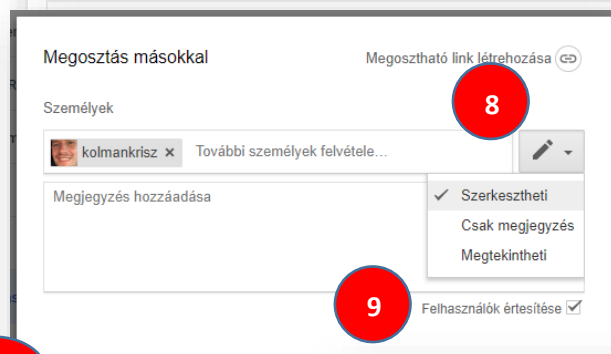 Megosztás másokkal
Megosztható link létrehozása
8
Személyek
kolmankrisz × További személyek felvétele…
Megjegyzés hozzáadása
✓ Szerkesztheti
Csak megjegyzés
Megtekintheti
9
Felhasználók értesítése